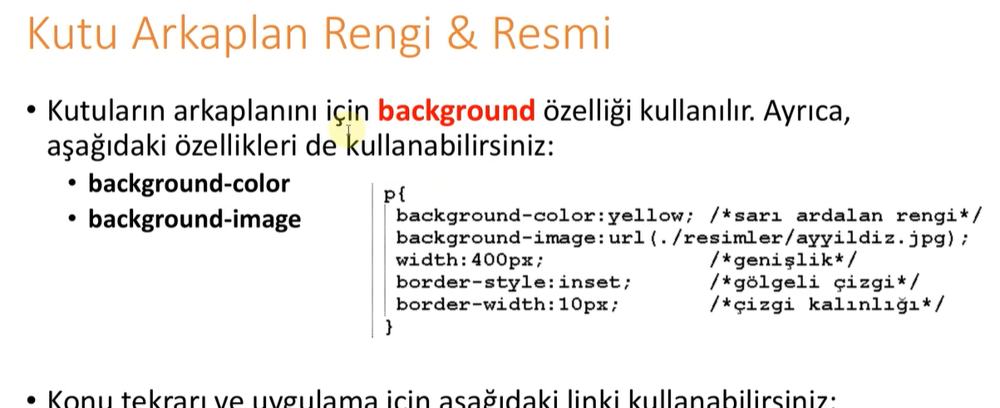 Kutu Arkaplan Rengi & Resmi
• Kutuların arkaplanını için background özelliği kullanılır. Ayrıca,
aşağıdaki özellikleri de kullanabilirsiniz:
• background-color
• background-image
p{
background-color:yellow; /*sarı ardalan rengi*/
background-image:url(./resimler/ayyildiz.jpg);
width:400px; /*genişlik*/
border-style:inset; /*gölgeli çizgi*/
border-width:10px; /*çizgi kalınlığı*/
}
• Konu tekrarı ve uygulama için aşağıdaki linki kullanabilirsiniz: